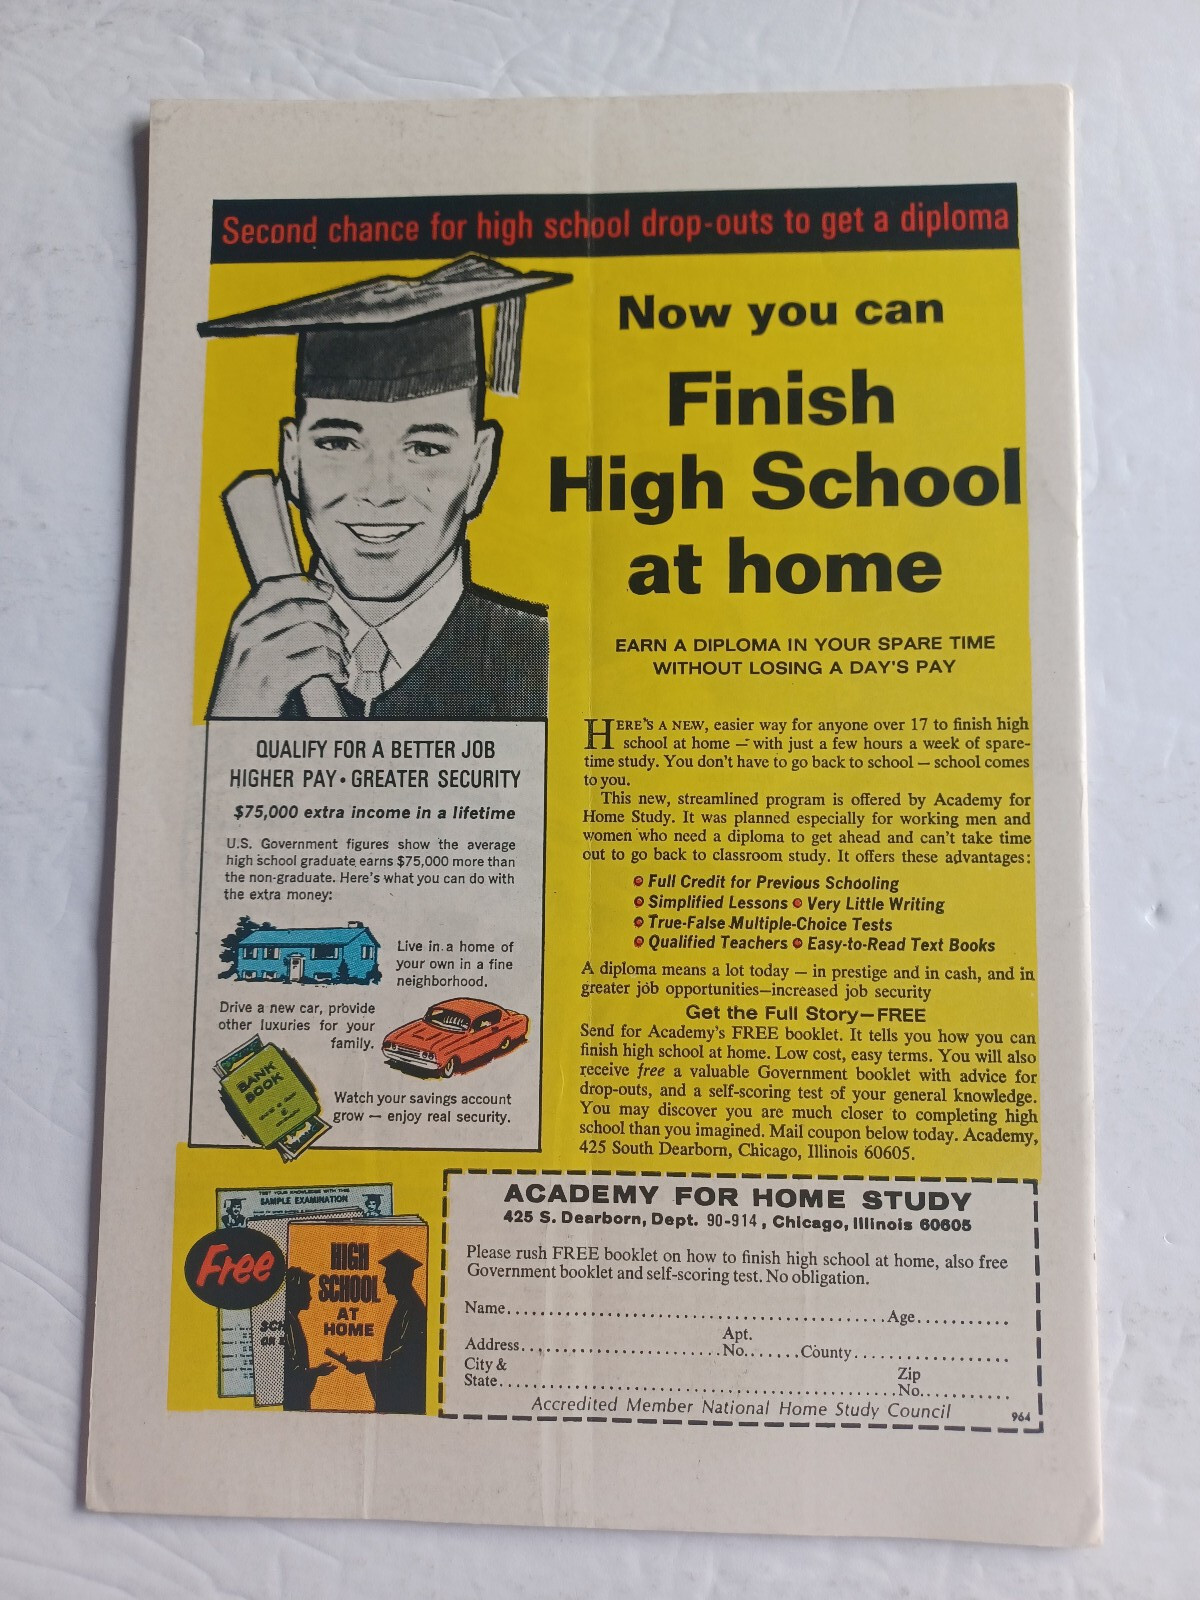 Second chance for high school drop-outs to get a diploma
Now you can
Finish
High School
at home
EARN A DIPLOMA IN YOUR SPARE TIME
WITHOUT LOSING A DAY'S PAY
QUALIFY FOR A BETTER JOB
HIGHER PAY • GREATER SECURITY
$75,000 extra income in a lifetime
U.S. Government figures show the average
high school graduate earns $75,000 more than
the non-graduate. Here's what you can do with
the extra money:
Live in a home of
your own in a fine
neighborhood.
Drive a new car, provide
other luxuries for your
family.
BANK
BOOK
Watch your savings account
grow — enjoy real security.
HERE'S A NEW, easier way for anyone over 17 to finish high
school at home — with just a few hours a week of spare-
time study. You don't have to go back to school — school comes
to you.
This new, streamlined program is offered by Academy for
Home Study. It was planned especially for working men and
women who need a diploma to get ahead and can't take time
out to go back to classroom study. It offers these advantages:
• Full Credit for Previous Schooling
• Simplified Lessons • Very Little Writing
• True-False Multiple-Choice Tests
• Qualified Teachers • Easy-to-Read Text Books
A diploma means a lot today — in prestige and in cash, and in
greater job opportunities—increased job security
Get the Full Story—FREE
Send for Academy's FREE booklet. It tells you how you can
finish high school at home. Low cost, easy terms. You will also
receive free a valuable Government booklet with advice for
drop-outs, and a self-scoring test of your general knowledge.
You may discover you are much closer to completing high
school than you imagined. Mail coupon below today. Academy,
425 South Dearborn, Chicago, Illinois 60605.
TEST YOUR KNOWLEDGE WITH THIS
SAMPLE EXAMINATION
Free
HIGH
SCHOOL
AT
HOME
ACADEMY FOR HOME STUDY
425 S. Dearborn, Dept. 90-914, Chicago, Illinois 60605
Please rush FREE booklet on how to finish high school at home, also free
Government booklet and self-scoring test. No obligation.
Name.......................................................Age...........
Apt.
Address.............................No.......County....................
City & Zip
State.......................................................No...........
Accredited Member National Home Study Council
964